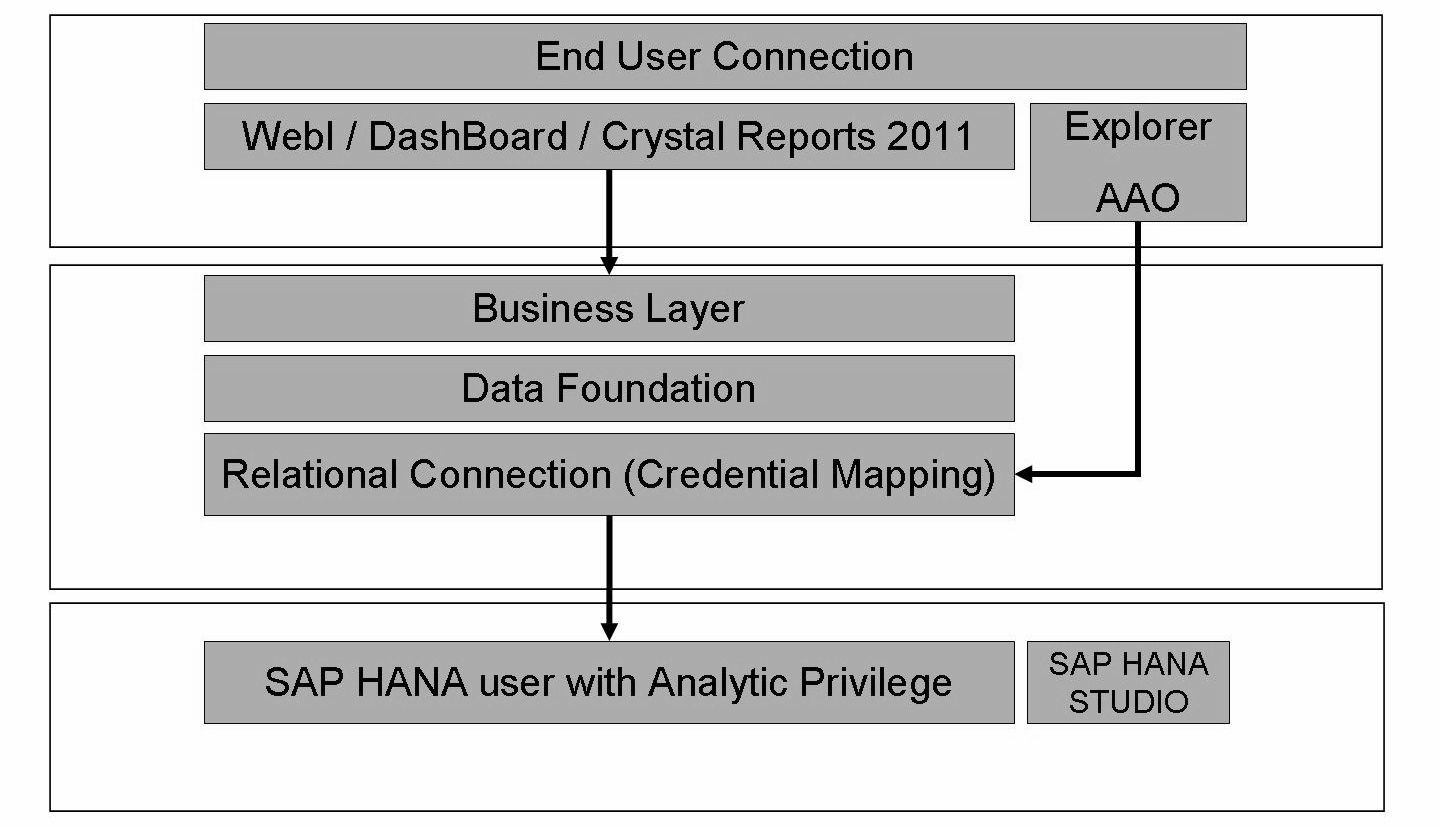 End User Connection
WebI / DashBoard / Crystal Reports 2011
Explorer
AAO
Business Layer
Data Foundation
Relational Connection (Credential Mapping)
SAP HANA user with Analytic Privilege
SAP HANA
STUDIO